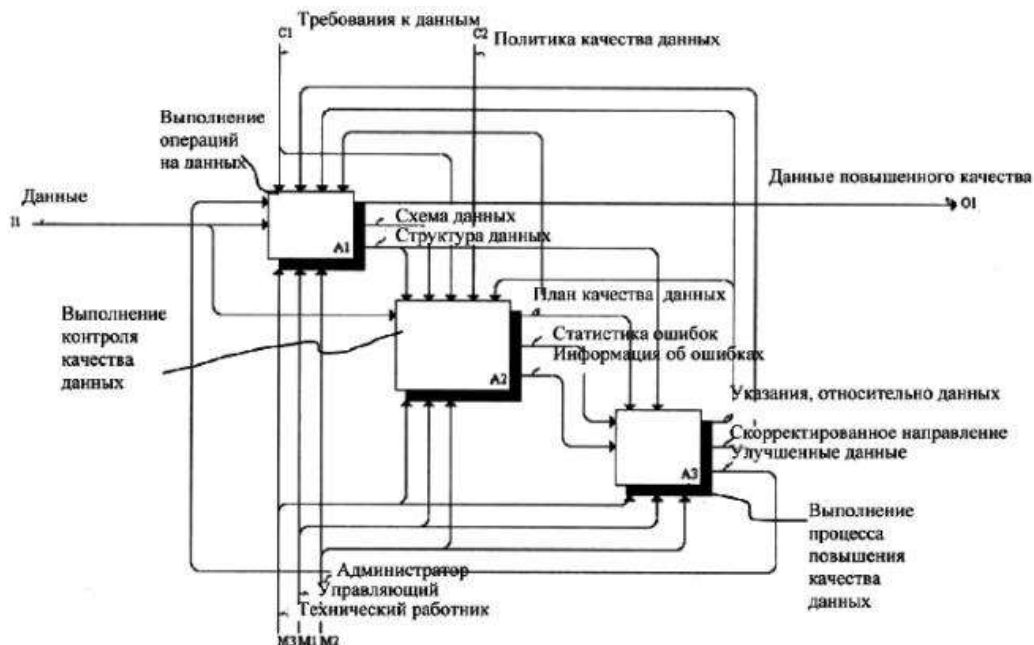 Требования к данным
C1
C2
Политика качества данных
Выполнение
операций
на данных
Данные
I1
Данные повышенного качества
O1
Схема данных
Структура данных
A1
План качества данных
Выполнение
контроля
качества
данных
Статистика ошибок
Информация об ошибках
A2
Указания, относительно данных
Скорректированное направление
Улучшенные данные
A3
Выполнение
процесса
повышения
качества
данных
Администратор
Управляющий
Технический работник
M3 M1 M2